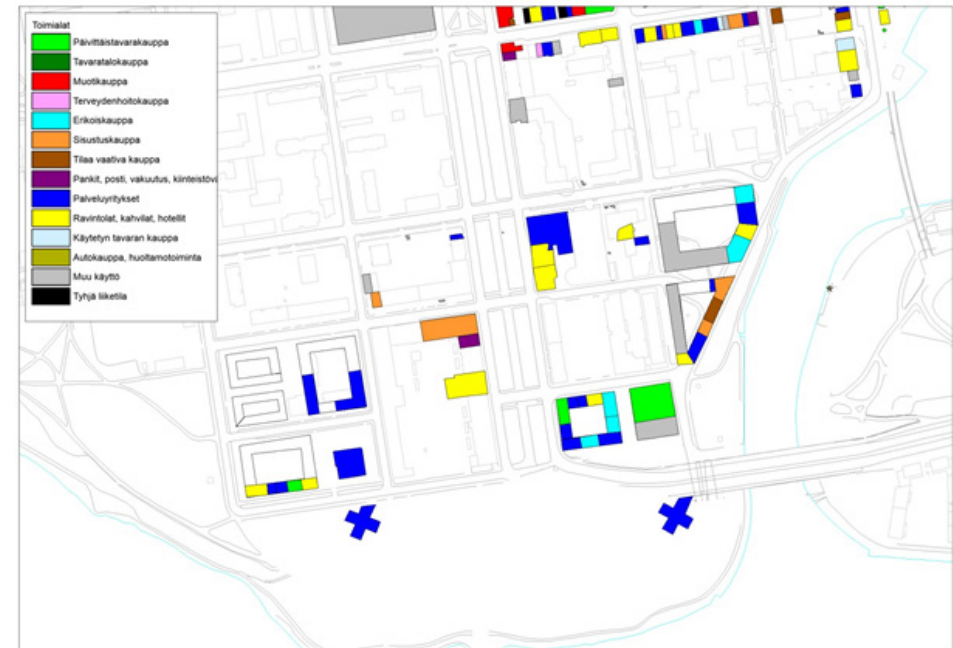 Toimialat
Päivittäistavarakauppa
Tavaratalokauppa
Muotikauppa
Terveydenhoitokauppa
Erikoiskauppa
Sisustuskauppa
Tilaa vaativa kauppa
Pankit, posti, vakuutus, kiinteistövi
Palveluyritykset
Ravintolat, kahvilat, hotellit
Käytetyn tavaran kauppa
Autokauppa, huoltamotoiminta
Muu käyttö
Tyhjä liiketila